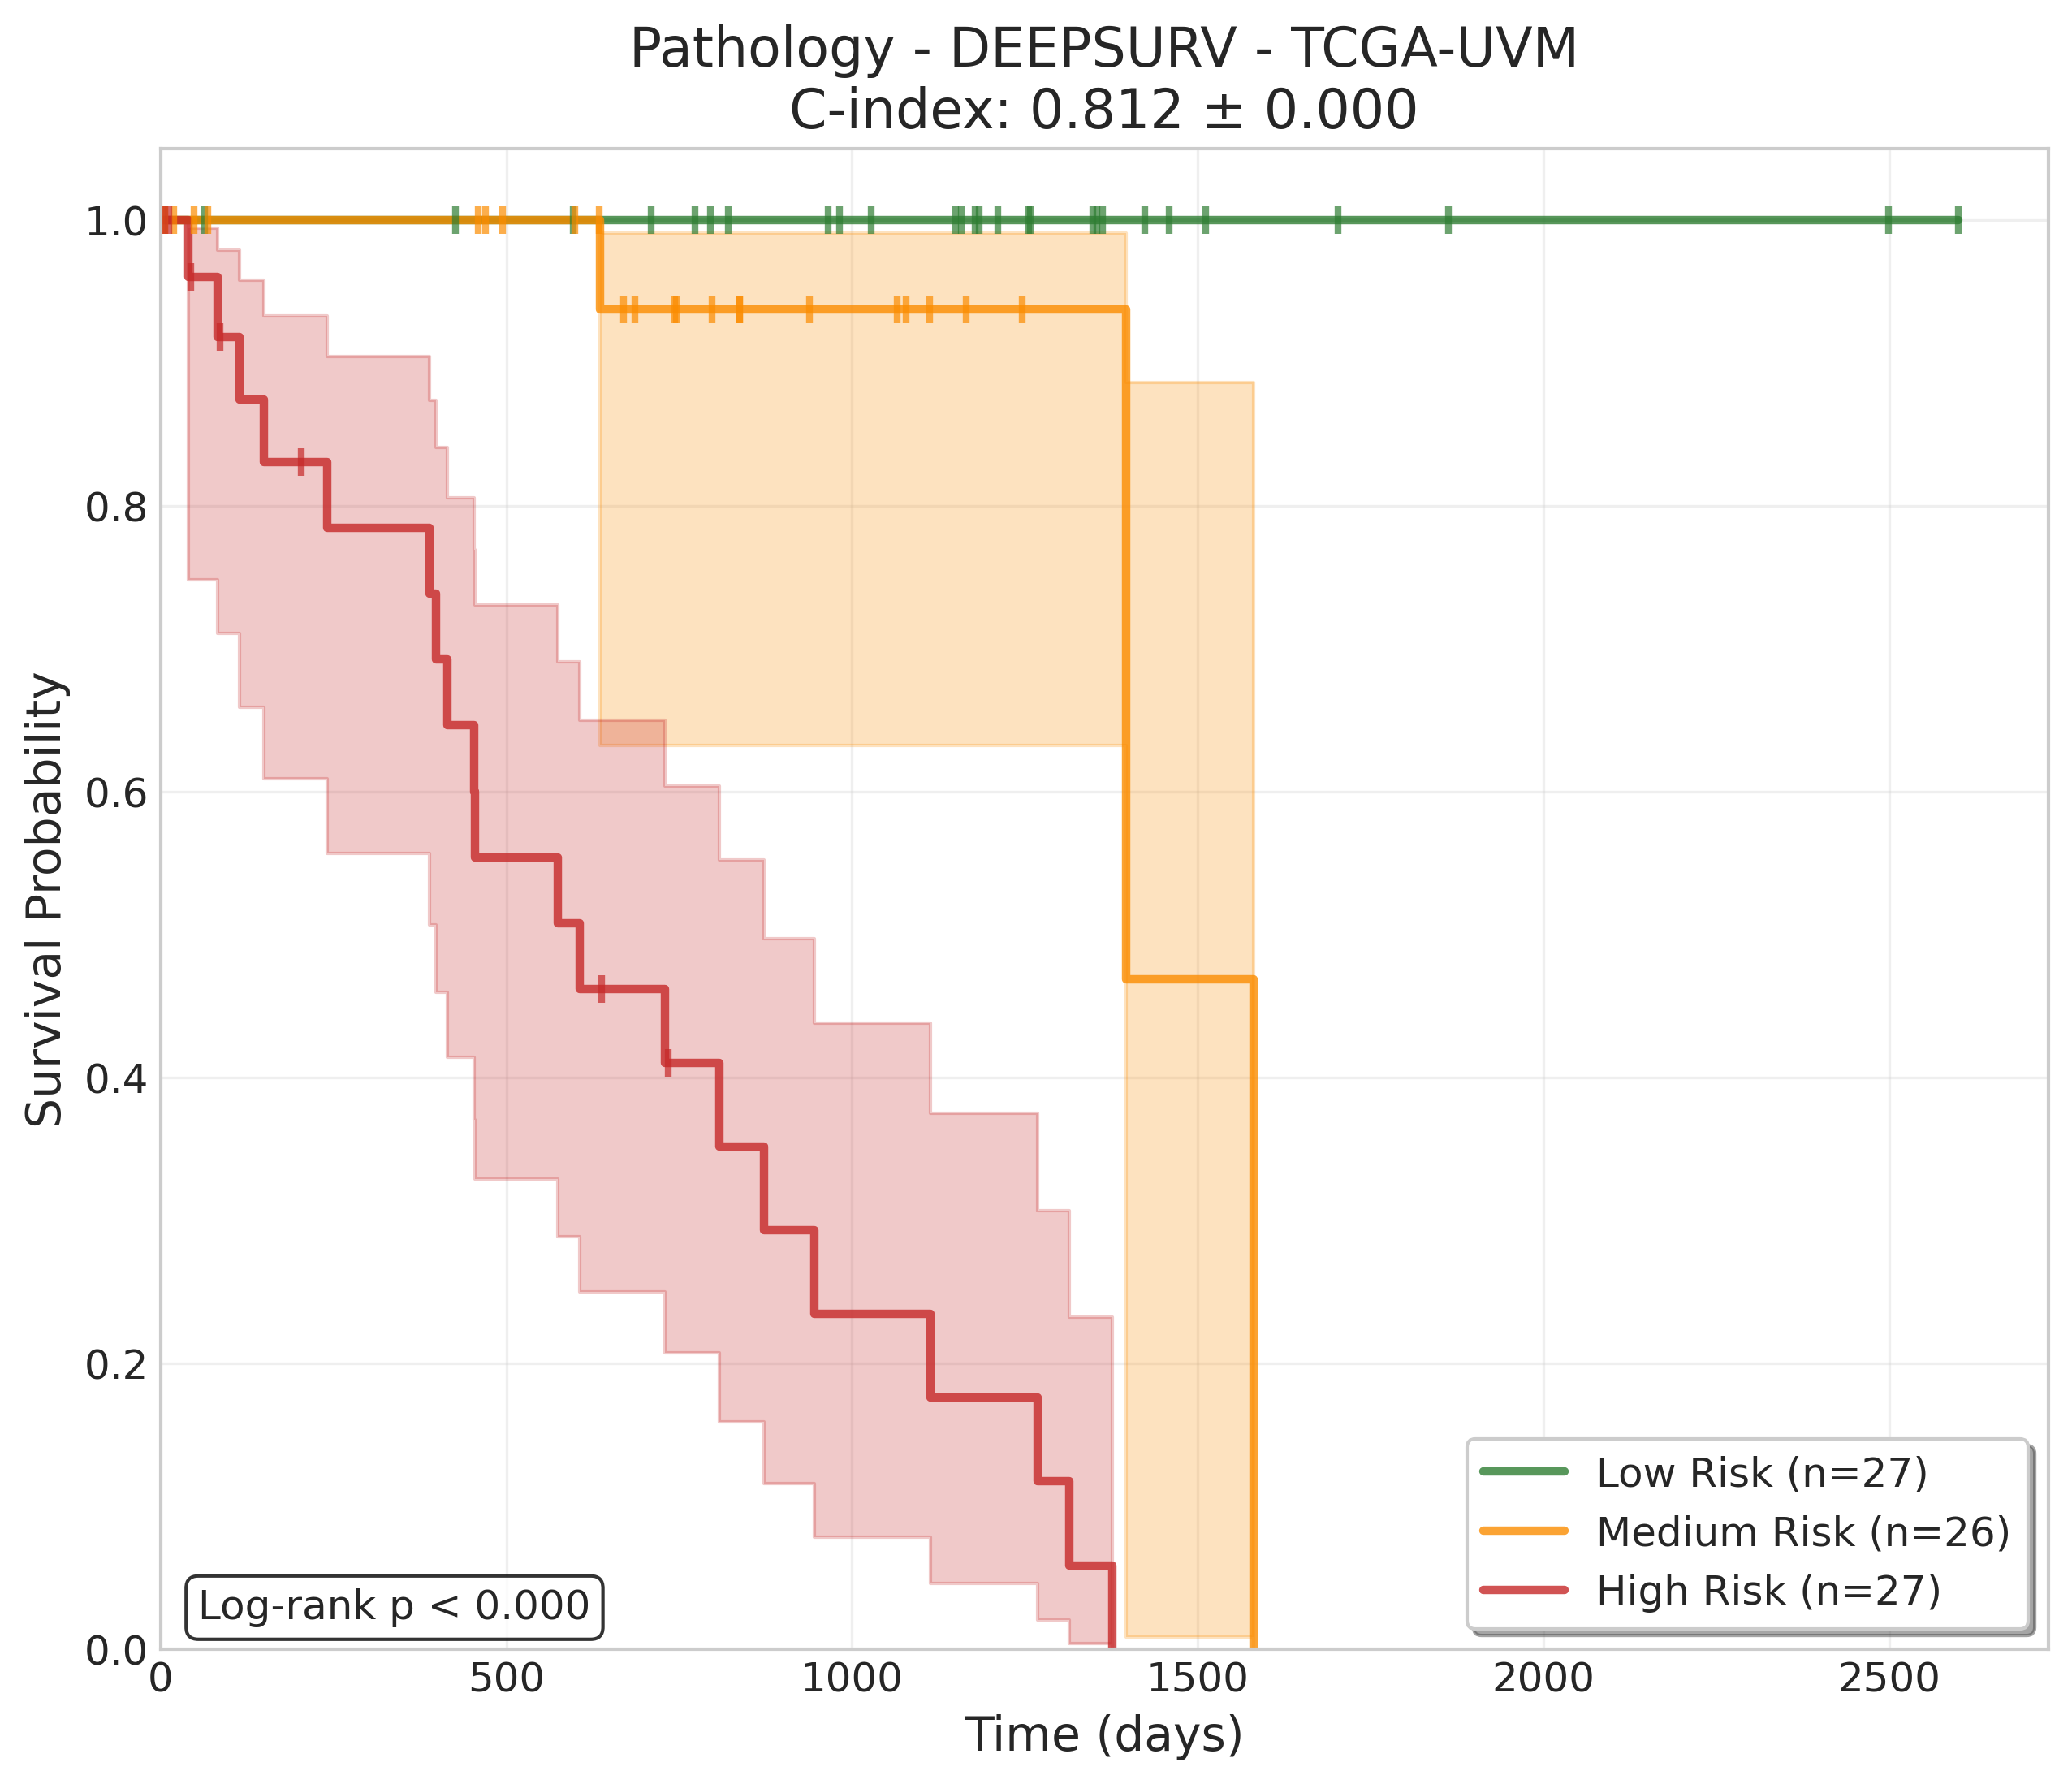 Pathology - DEEPSURV - TCGA-UVM
C-index: 0.812 ± 0.000
Survival Probability
1.0
0.8
0.6
0.4
0.2
0.0
Log-rank p < 0.000
Low Risk (n=27)
Medium Risk (n=26)
High Risk (n=27)
0 500 1000 1500 2000 2500
Time (days)